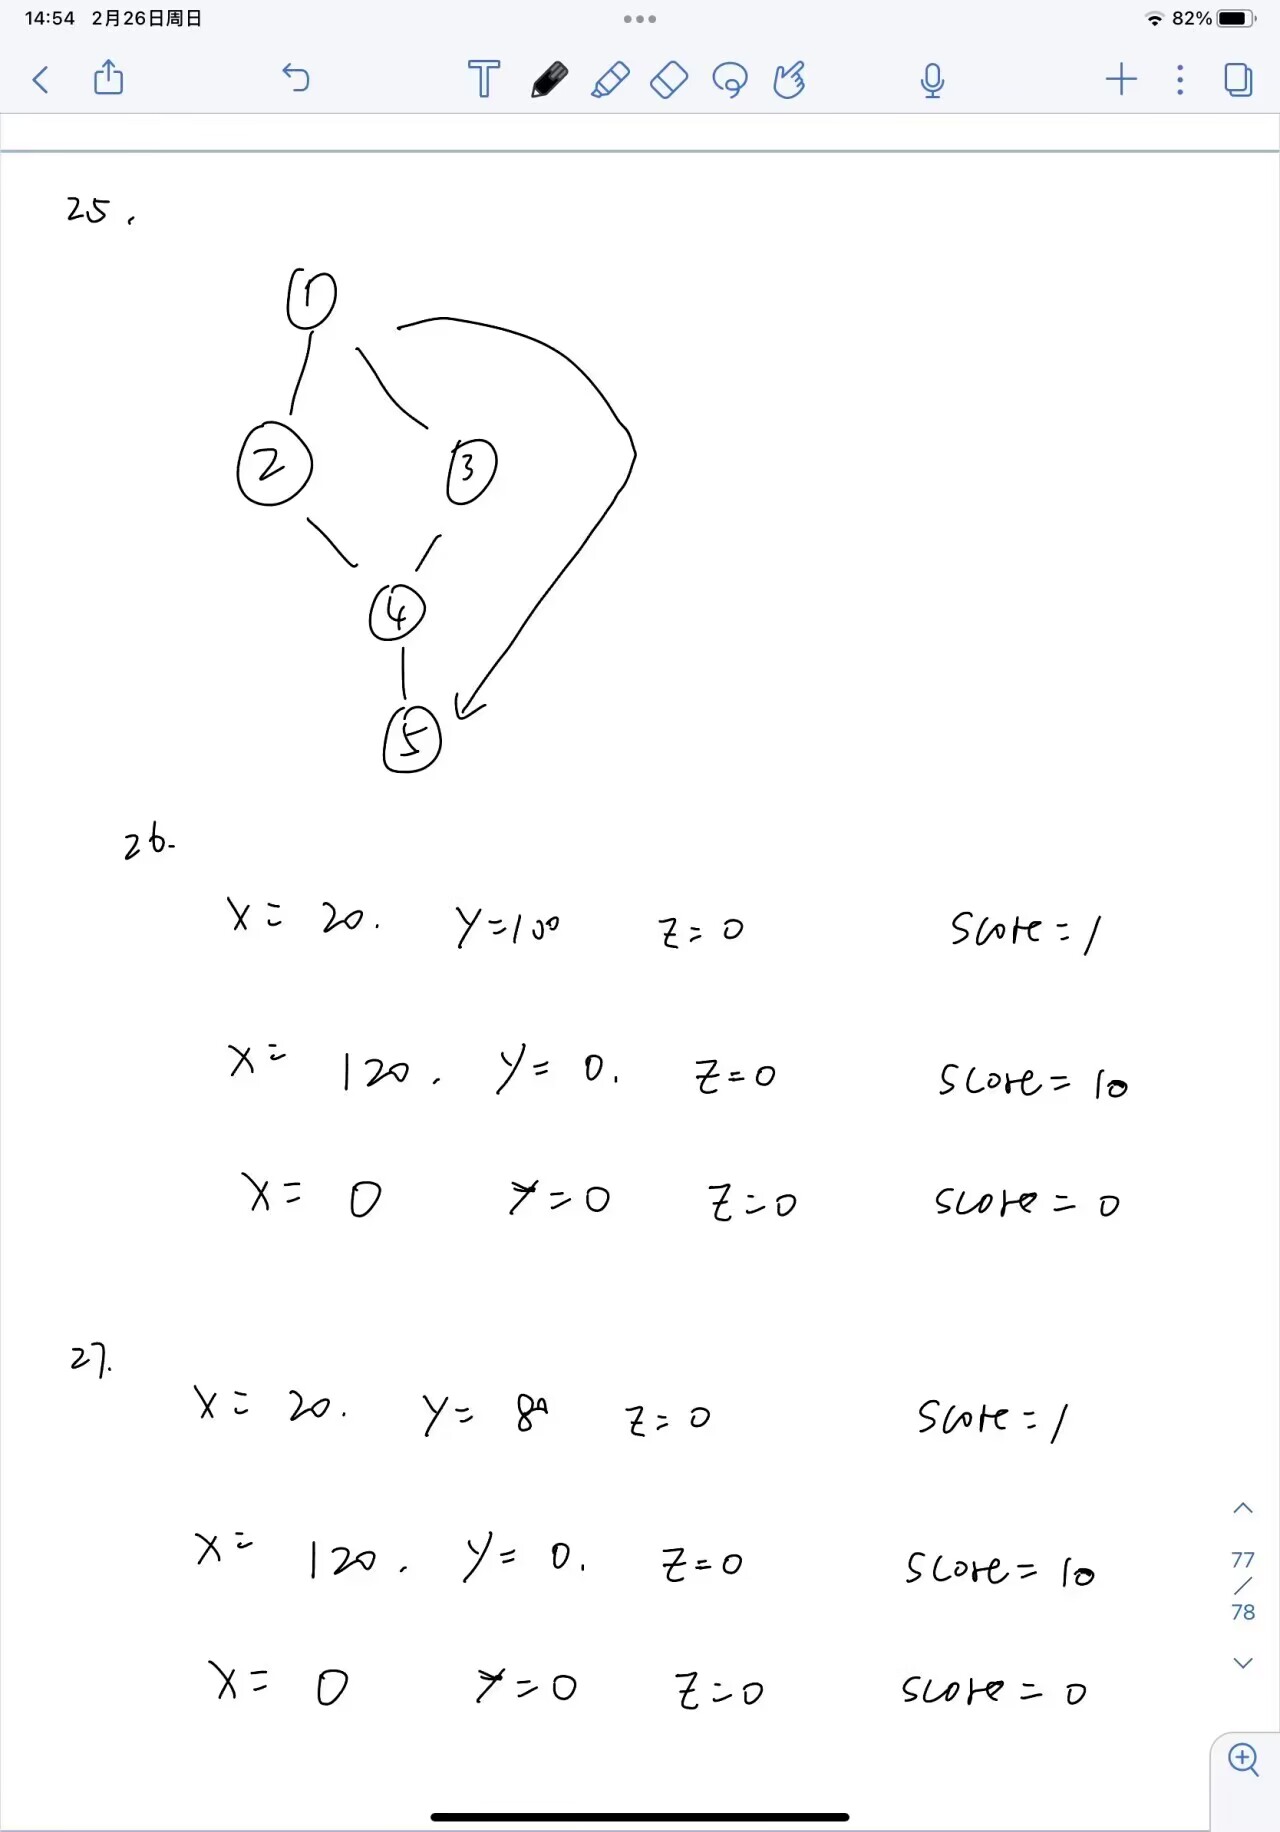 14:54 2月26日周日
82%
25.
1
2
3
4
5
26.
X = 20. Y=100 Z=0 Score=1
X= 120. Y= 0. Z=0 Score= 10
X= 0 Y=0 Z=0 Score= 0
27.
X= 20. Y= 80 Z=0 Score=1
X= 120. Y= 0. Z=0 Score= 10
X= 0 Y=0 Z=0 Score= 0
77
/
78